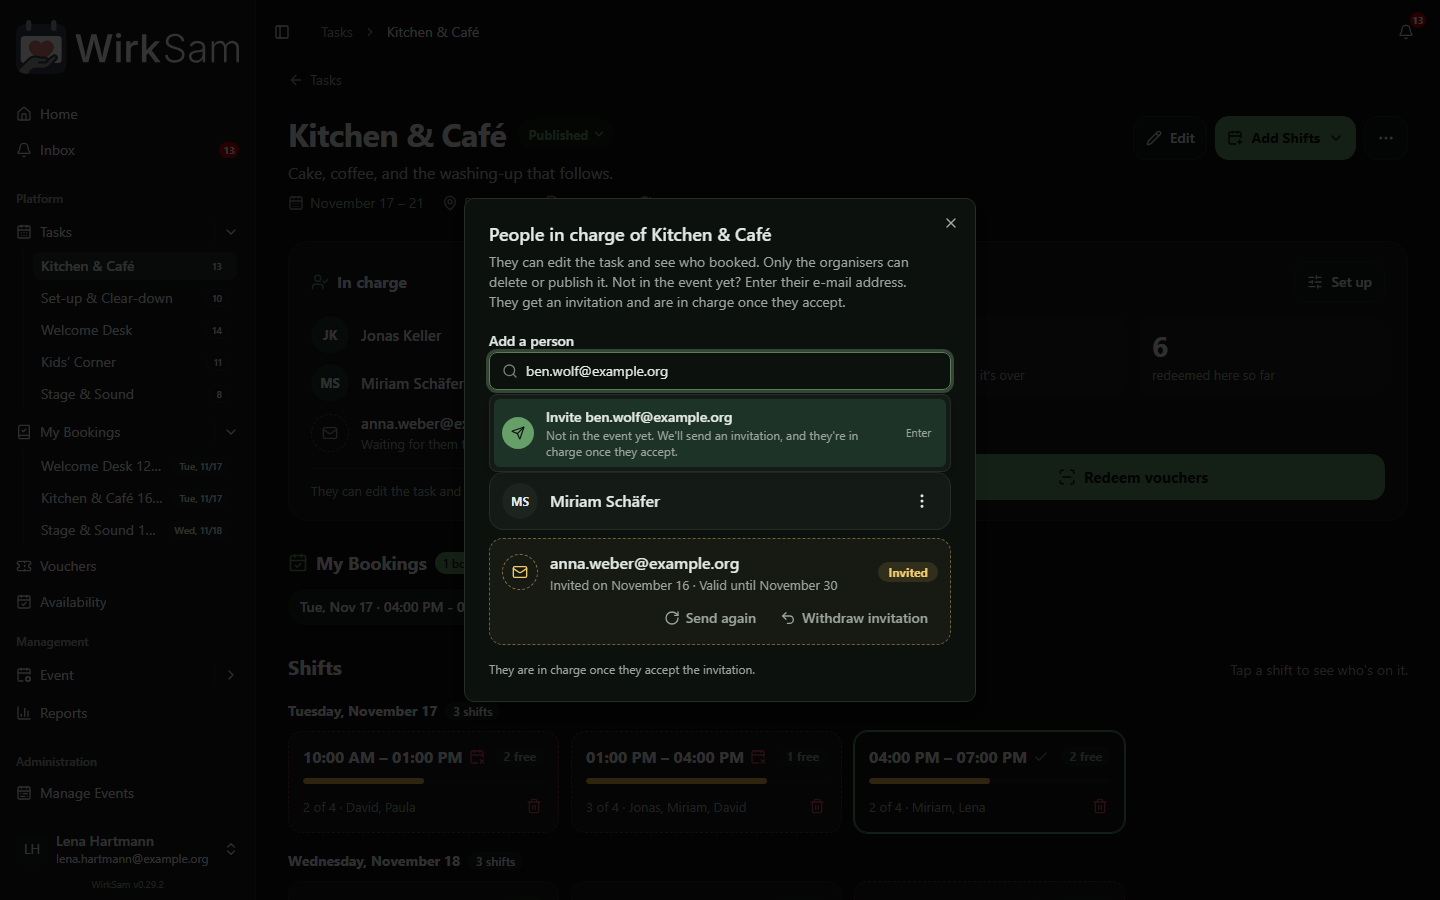 WirkSam
Tasks
Kitchen & Café
13
Home
Inbox
13
Platform
Tasks
Kitchen & Café
13
Set-up & Clear-down
10
Welcome Desk
14
Kids' Corner
11
Stage & Sound
8
My Bookings
Welcome Desk 12...
Tue, 11/17
Kitchen & Café 16...
Tue, 11/17
Stage & Sound 1...
Wed, 11/18
Vouchers
Availability
Management
Event
Reports
Administration
Manage Events
LH
Lena Hartmann
lena.hartmann@example.org
WirkSam v0.29.2
Tasks
Kitchen & Café
Published
Edit
Add Shifts
Cake, coffee, and the washing-up that follows.
November 17 – 21
In charge
Set up
JK
Jonas Keller
MS
Miriam Schäfer
anna.weber@e
Waiting for them
They can edit the task and
it's over
6
redeemed here so far
Redeem vouchers
People in charge of Kitchen & Café
They can edit the task and see who booked. Only the organisers can
delete or publish it. Not in the event yet? Enter their e-mail address.
They get an invitation and are in charge once they accept.
Add a person
ben.wolf@example.org
Invite ben.wolf@example.org
Not in the event yet. We'll send an invitation, and they're in
charge once they accept.
Enter
MS
Miriam Schäfer
anna.weber@example.org
Invited on November 16 · Valid until November 30
Invited
Send again
Withdraw invitation
They are in charge once they accept the invitation.
My Bookings
Tue, Nov 17 · 04:00 PM - 0
Shifts
Tap a shift to see who's on it.
Tuesday, November 17
3 shifts
10:00 AM – 01:00 PM
2 free
2 of 4 · David, Paula
01:00 PM – 04:00 PM
1 free
3 of 4 · Jonas, Miriam, David
04:00 PM – 07:00 PM
2 free
2 of 4 · Miriam, Lena
Wednesday, November 18
3 shifts